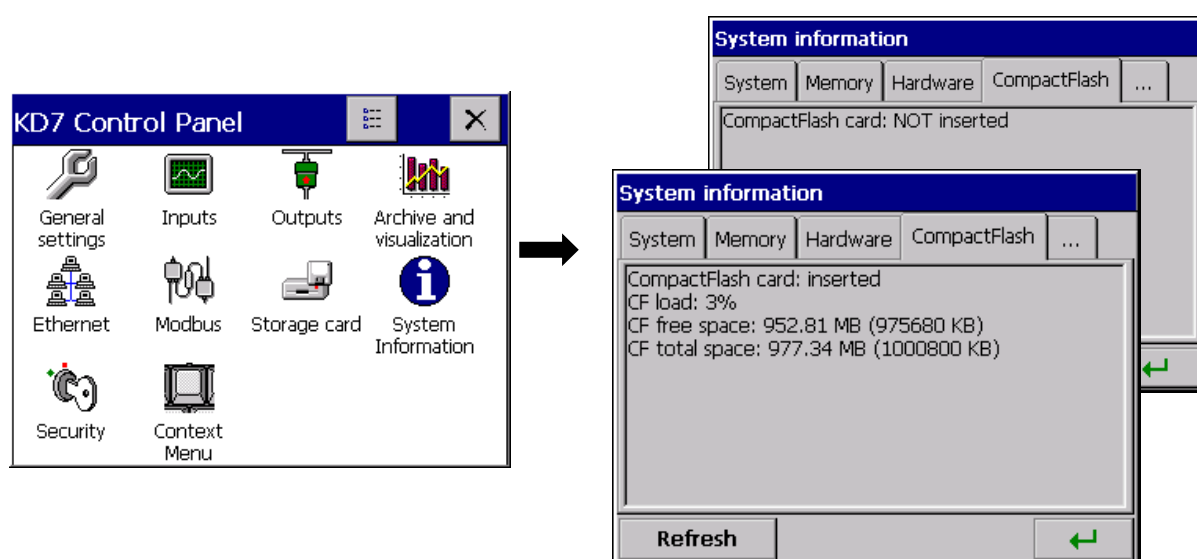 KD7 Control Panel
General settings
Inputs
Outputs
Archive and visualization
Ethernet
Modbus
Storage card
System Information
Security
Context Menu
System information
System Memory Hardware CompactFlash ...
CompactFlash card: NOT inserted
System information
System Memory Hardware CompactFlash ...
CompactFlash card: inserted
CF load: 3%
CF free space: 952.81 MB (975680 KB)
CF total space: 977.34 MB (1000800 KB)
Refresh